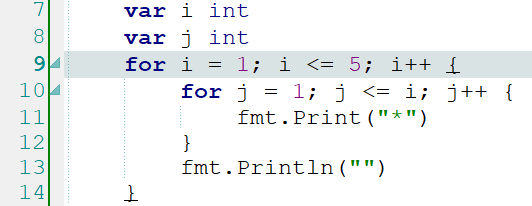 7 var i int
8 var j int
9 for i = 1; i <= 5; i++ {
10 for j = 1; j <= i; j++ {
11 fmt.Print("*")
12 }
13 fmt.Println("")
14 }